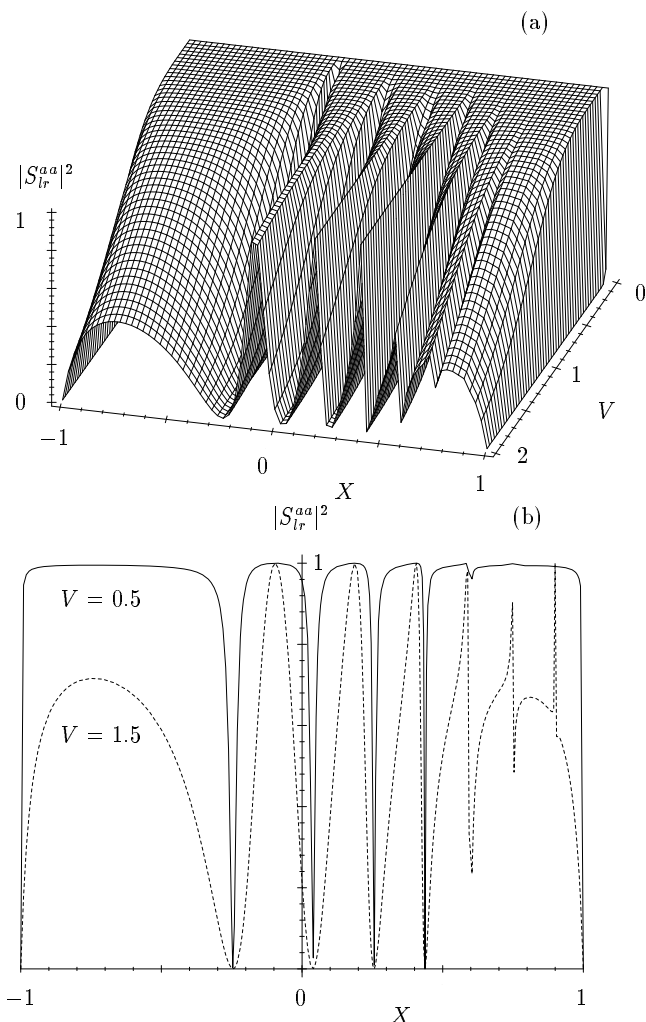 (a)
|S_{lr}^{aa}|^2
1
0
-1
0
1
X
0
1
2
V
|S_{lr}^{aa}|^2
(b)
1
V = 0.5
V = 1.5
-1
0
1
X